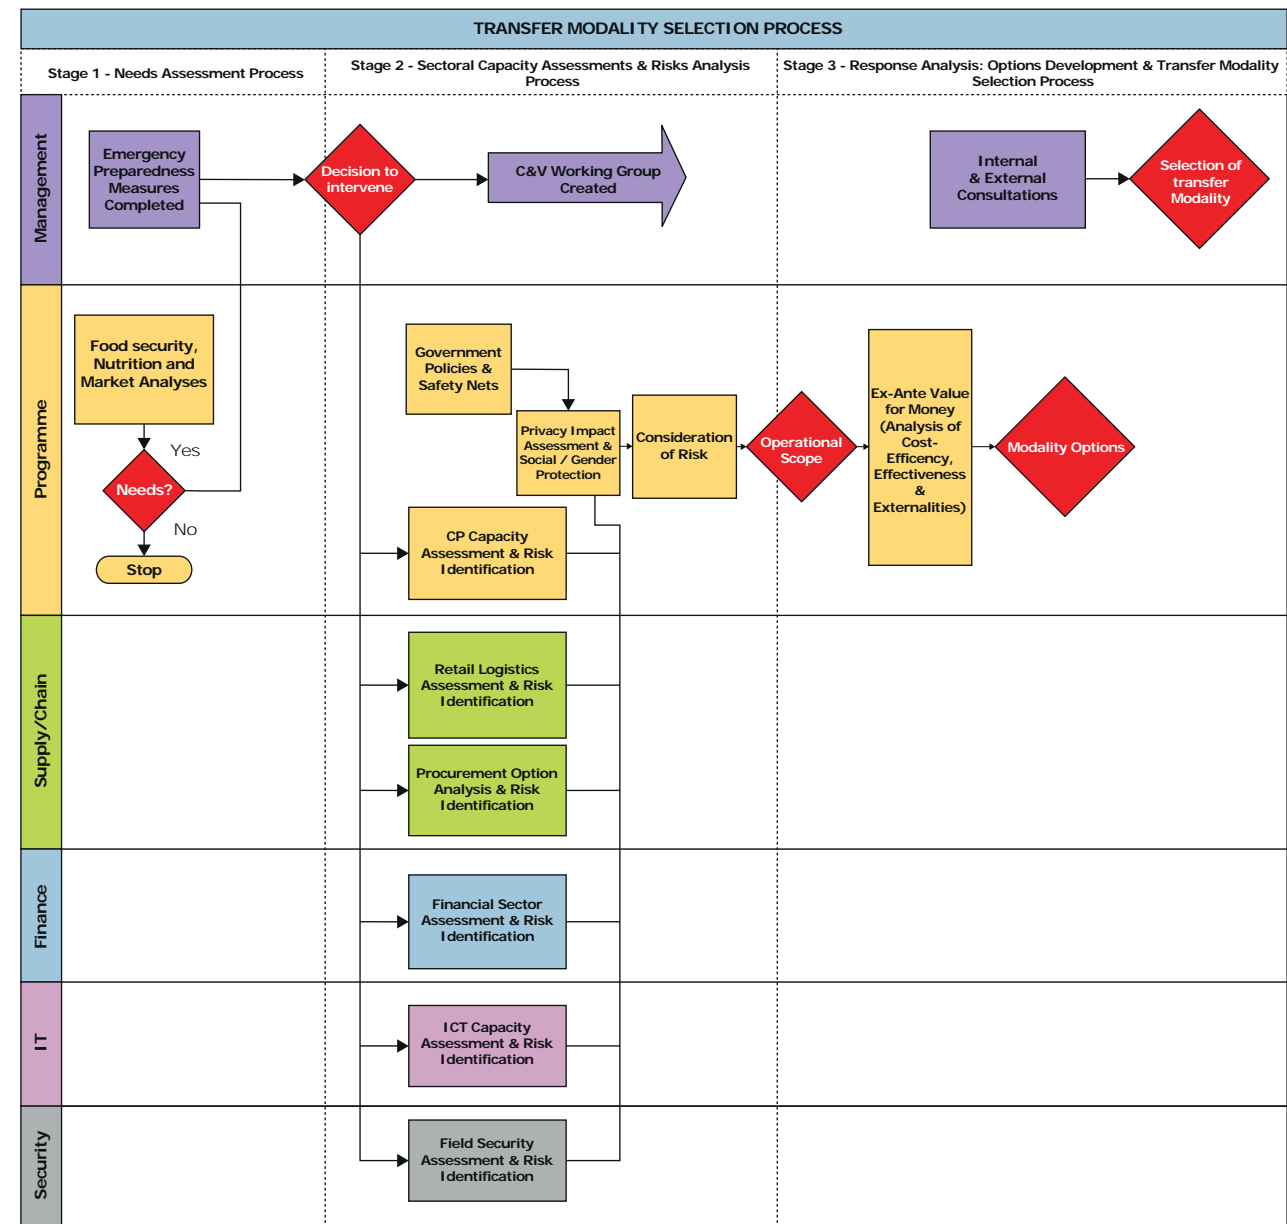 TRANSFER MODALITY SELECTION PROCESS
Stage 1 - Needs Assessment Process
Stage 2 - Sectoral Capacity Assessments & Risks Analysis
Process
Stage 3 - Response Analysis: Options Development & Transfer Modality
Selection Process
Management
Emergency
Preparedness
Measures
Completed
Decision to
intervene
C&V Working Group
Created
Internal
& External
Consultations
Selection of
transfer
Modality
Programme
Food security,
Nutrition and
Market Analyses
Yes
Needs?
No
Stop
Government
Policies &
Safety Nets
Privacy Impact
Assessment &
Social / Gender
Protection
Consideration
of Risk
Operational
Scope
Ex-Ante Value
for Money
(Analysis of
Cost-
Efficency,
Effectiveness
&
Externalities)
Modality Options
CP Capacity
Assessment & Risk
Identification
Supply/Chain
Retail Logistics
Assessment & Risk
Identification
Procurement Option
Analysis & Risk
Identification
Finance
Financial Sector
Assessment & Risk
Identification
IT
ICT Capacity
Assessment & Risk
Identification
Security
Field Security
Assessment & Risk
Identification